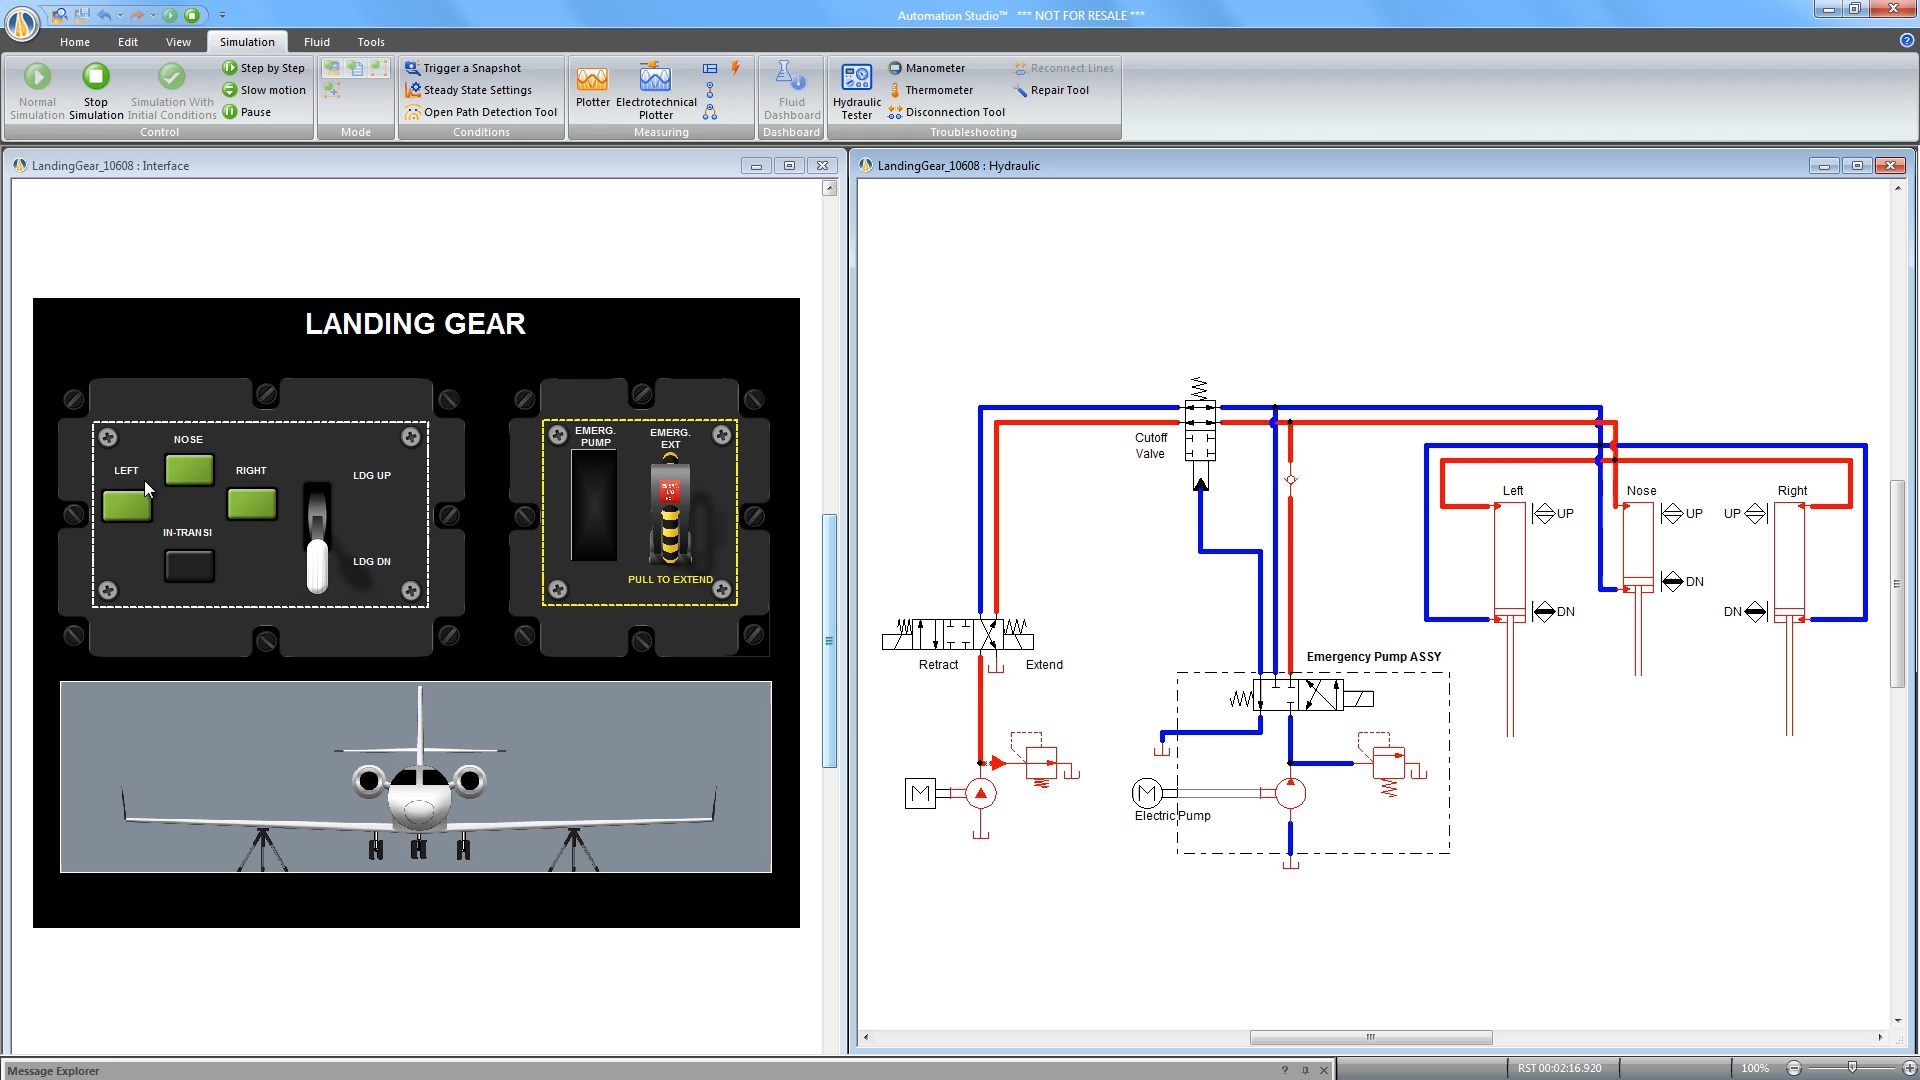 Automation Studio™ *** NOT FOR RESALE ***
Home Edit View Simulation Fluid Tools
Normal Simulation
Stop Simulation
Simulation With Initial Conditions
Step by Step
Slow motion
Pause
Control
Mode
Trigger a Snapshot
Steady State Settings
Open Path Detection Tool
Conditions
Plotter
Electrotechnical Plotter
Measuring
Fluid Dashboard
Dashboard
Hydraulic Tester
Manometer
Thermometer
Disconnection Tool
Reconnect Lines
Repair Tool
Troubleshooting
LandingGear_10608 : Interface
LANDING GEAR
NOSE
LEFT
RIGHT
IN-TRANSI
LDG UP
LDG DN
EMERG.
PUMP
EMERG.
EXT
PULL TO EXTEND
LandingGear_10608 : Hydraulic
Cutoff
Valve
Retract
Extend
M
Emergency Pump ASSY
M
Electric Pump
Left
UP
DN
Nose
UP
DN
Right
UP
DN
Message Explorer
RST 00:02:16.920
100%